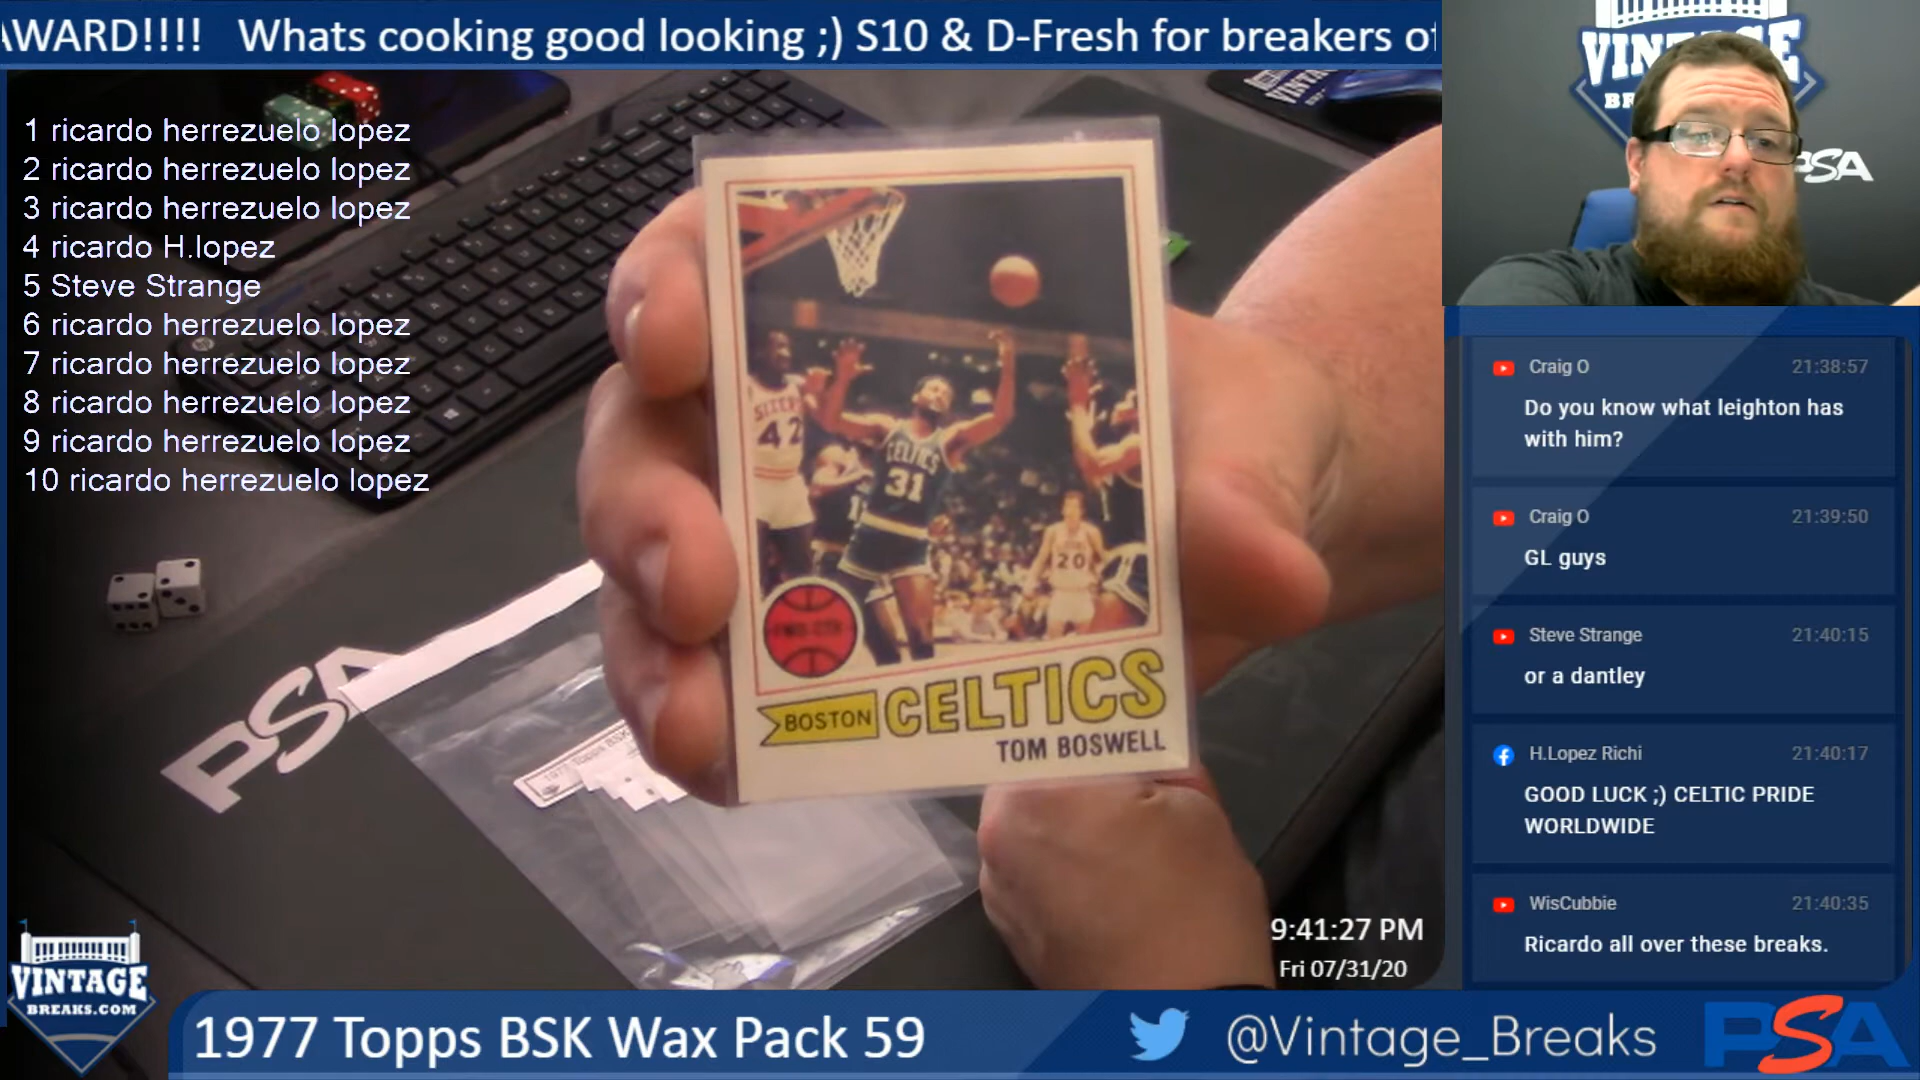 AWARD!!!! Whats cooking good looking ;) S10 & D-Fresh for breakers of
1 ricardo herrezuelo lopez
2 ricardo herrezuelo lopez
3 ricardo herrezuelo lopez
4 ricardo H.lopez
5 Steve Strange
6 ricardo herrezuelo lopez
7 ricardo herrezuelo lopez
8 ricardo herrezuelo lopez
9 ricardo herrezuelo lopez
10 ricardo herrezuelo lopez
SIXERS
42
CELTICS
31
20
BOSTON CELTICS
TOM BOSWELL
PSA
1977 Topps BSK
PSA
Craig O 21:38:57
Do you know what leighton has
with him?
Craig O 21:39:50
GL guys
Steve Strange 21:40:15
or a dantley
H.Lopez Richi 21:40:17
GOOD LUCK ;) CELTIC PRIDE
WORLDWIDE
WisCubbie 21:40:35
Ricardo all over these breaks.
9:41:27 PM
Fri 07/31/20
VINTAGE
BREAKS.COM
1977 Topps BSK Wax Pack 59
@Vintage_Breaks
PSA